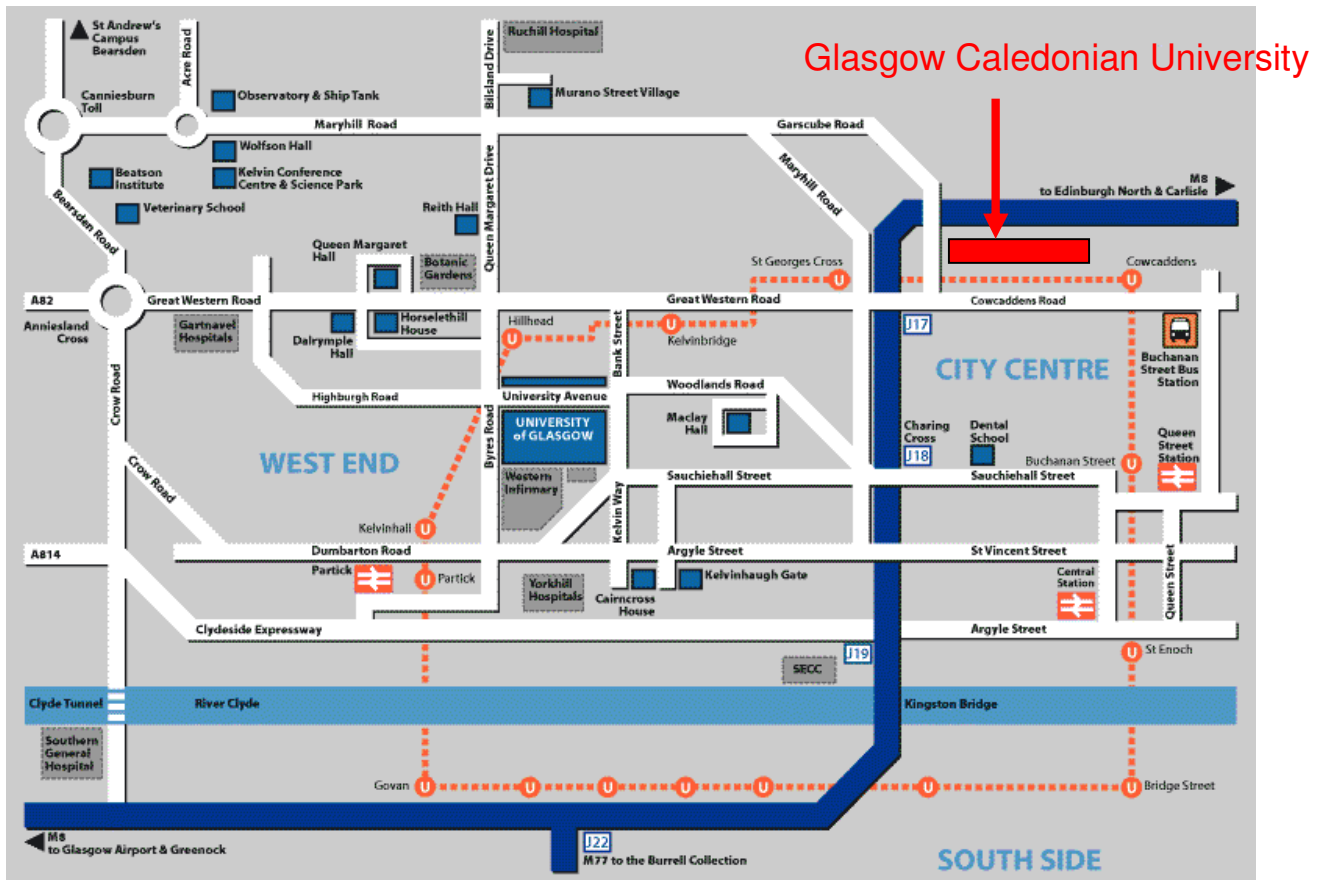 St Andrew's
Campus
Bearsden
Acre Road
Bilsland Drive
Ruchill Hospital
Glasgow Caledonian University
Canniesburn
Toll
Observatory & Ship Tank
Murano Street Village
Maryhill Road
Garscube Road
Wolfson Hall
Beatson
Institute
Kelvin Conference
Centre & Science Park
Queen Margaret Drive
Maryhill Road
M8
to Edinburgh North & Carlisle
Bearsden Road
Veterinary School
Reith Hall
Queen Margaret
Hall
Botanic
Gardens
St Georges Cross
U
Cowcaddens
U
A82
Great Western Road
Great Western Road
Cowcaddens Road
Anniesland
Cross
Gartnavel
Hospitals
Horselethill
House
Dalrymple
Hall
Hillhead
U
Bank Street
U
Kelvinbridge
J17
Buchanan
Street Bus
Station
CITY CENTRE
Crow Road
Highburgh Road
University Avenue
Woodlands Road
UNIVERSITY
of GLASGOW
Maclay
Hall
Charing
Cross
J18
Dental
School
Queen
Street
Station
WEST END
Byres Road
Buchanan Street
U
Crow Road
Western
Infirmary
Sauchiehall Street
Sauchiehall Street
Kelvin Way
Kelvinhall
U
A814
Dumbarton Road
Argyle Street
St Vincent Street
Partick
U
Partick
Yorkhill
Hospitals
Cairncross
House
Kelvinhaugh Gate
Central
Station
Queen Street
Clydeside Expressway
Argyle Street
J19
SECC
U
St Enoch
Clyde Tunnel
River Clyde
Kingston Bridge
Southern
General
Hospital
Govan
U
U
U
U
U
U
U
Bridge Street
M8
to Glasgow Airport & Greenock
J22
M77 to the Burrell Collection
SOUTH SIDE